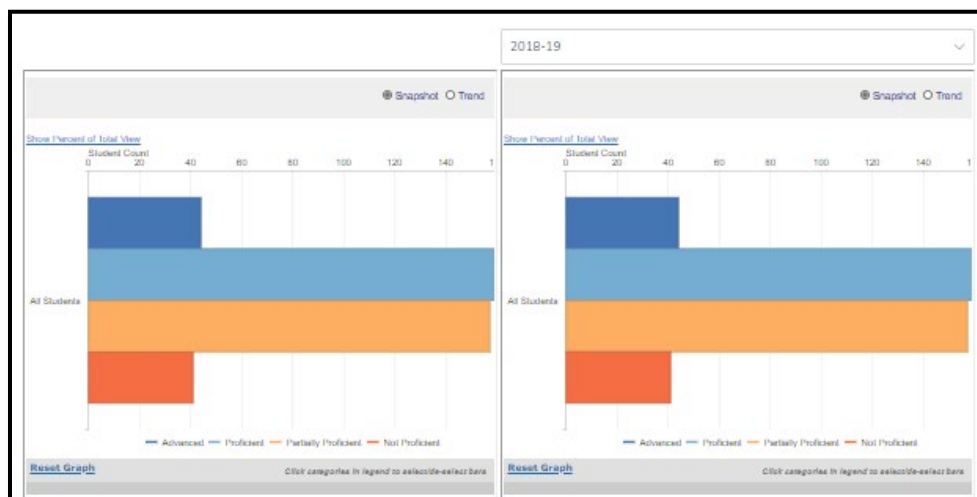 2018-19
Snapshot Trend
Show Percent of Total View
Student Count
0 20 40 60 80 100 120 140 1
All Students
Advanced Proficient Partially Proficient Not Proficient
Reset Graph
Click categories in legend to select/de-select bars
Snapshot Trend
Show Percent of Total View
Student Count
0 20 40 60 80 100 120 140 1
All Students
Advanced Proficient Partially Proficient Not Proficient
Reset Graph
Click categories in legend to select/de-select bars